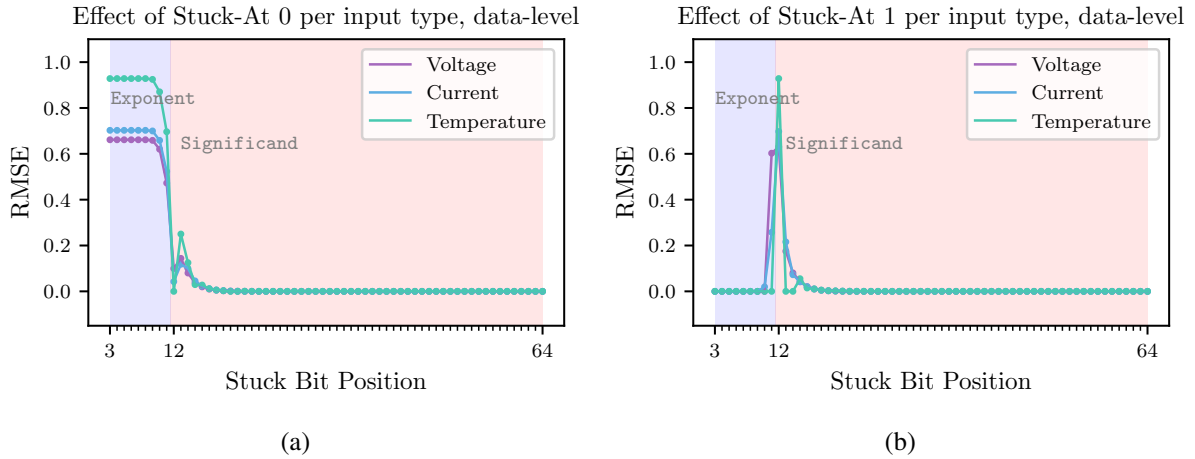 Effect of Stuck-At 0 per input type, data-level
RMSE
1.0
0.8
0.6
0.4
0.2
0.0
Exponent
Significand
Voltage
Current
Temperature
3
12
64
Stuck Bit Position
(a)
Effect of Stuck-At 1 per input type, data-level
RMSE
1.0
0.8
0.6
0.4
0.2
0.0
Exponent
Significand
Voltage
Current
Temperature
3
12
64
Stuck Bit Position
(b)